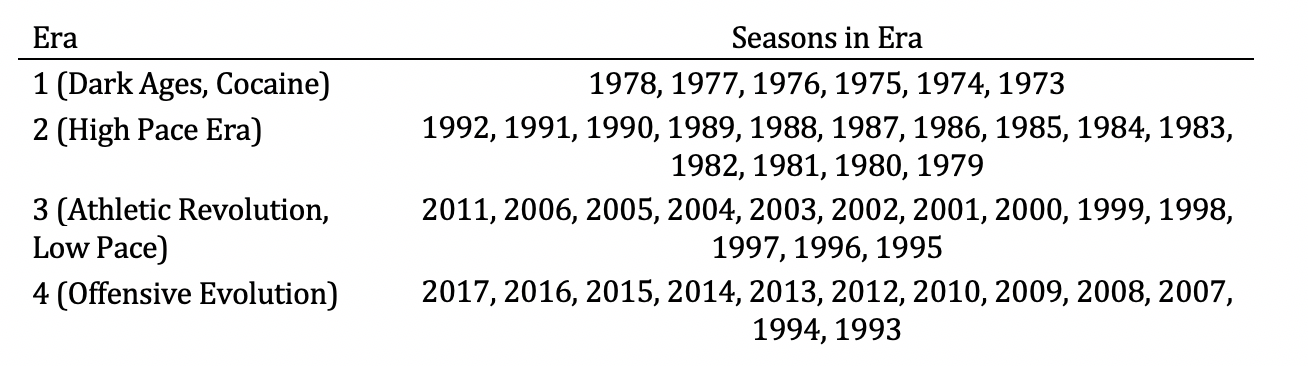 Era Seasons in Era
1 (Dark Ages, Cocaine) 1978, 1977, 1976, 1975, 1974, 1973
2 (High Pace Era) 1992, 1991, 1990, 1989, 1988, 1987, 1986, 1985, 1984, 1983,
1982, 1981, 1980, 1979
3 (Athletic Revolution, 2011, 2006, 2005, 2004, 2003, 2002, 2001, 2000, 1999, 1998,
Low Pace) 1997, 1996, 1995
4 (Offensive Evolution) 2017, 2016, 2015, 2014, 2013, 2012, 2010, 2009, 2008, 2007,
1994, 1993